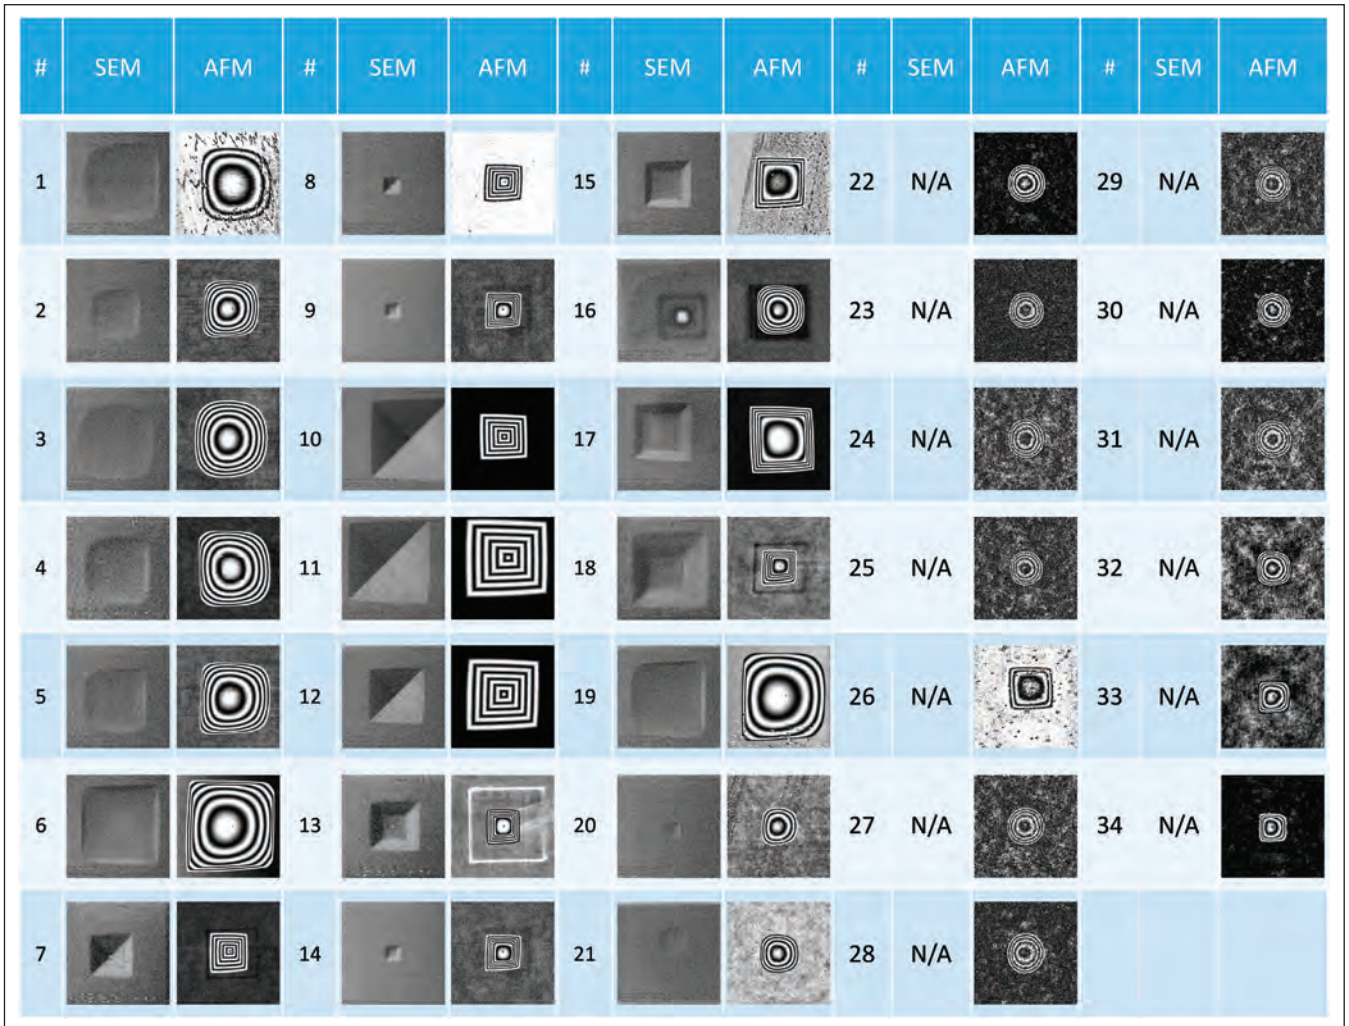 # SEM AFM # SEM AFM # SEM AFM # SEM AFM # SEM AFM
1 8 15 22 N/A 29 N/A
2 9 16 23 N/A 30 N/A
3 10 17 24 N/A 31 N/A
4 11 18 25 N/A 32 N/A
5 12 19 26 N/A 33 N/A
6 13 20 27 N/A 34 N/A
7 14 21 28 N/A